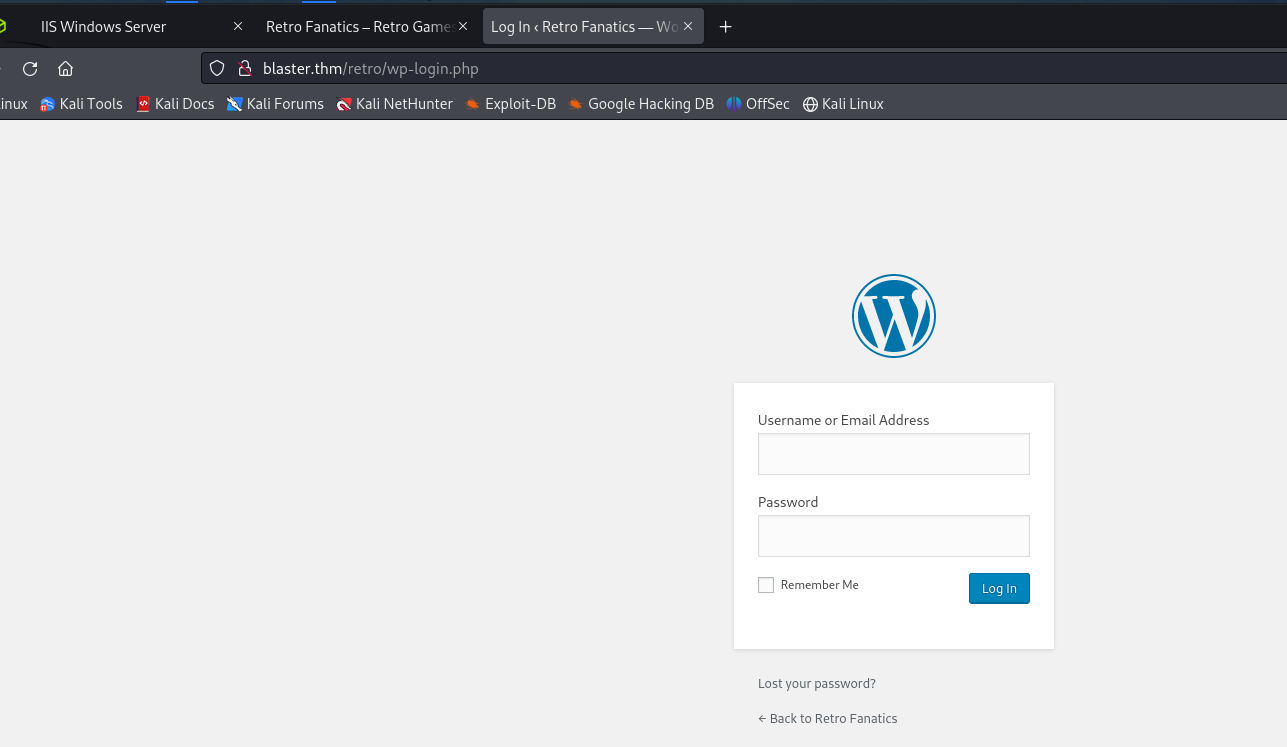 IIS Windows Server
Retro Fanatics – Retro Games
Log In ‹ Retro Fanatics — Wo
blaster.thm/retro/wp-login.php
inux Kali Tools Kali Docs Kali Forums Kali NetHunter Exploit-DB Google Hacking DB OffSec Kali Linux
Username or Email Address
Password
Remember Me
Log In
Lost your password?
← Back to Retro Fanatics